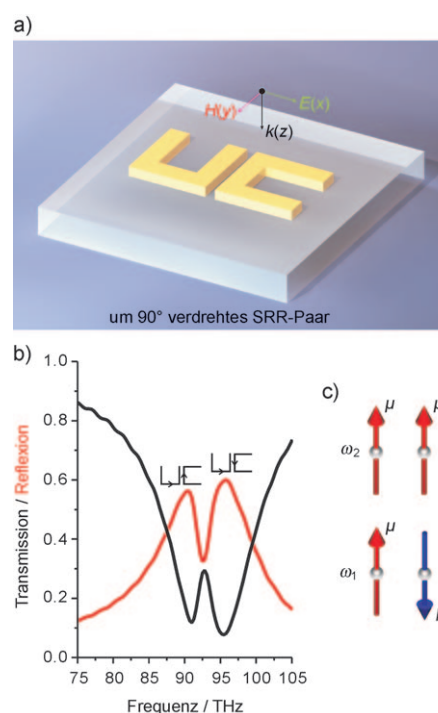 a)
H(y)
E(x)
k(z)
um 90° verdrehtes SRR-Paar
b)
1.0
0.8
0.6
0.4
0.2
0.0
Transmission / Reflexion
75 80 85 90 95 100 105
Frequenz / THz
c)
μ μ
ω₂
μ
ω₁